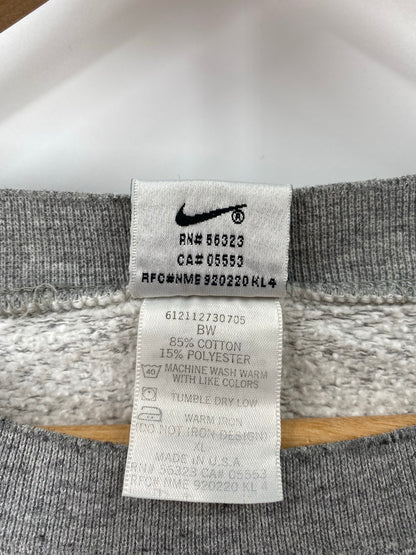 ®
RN# 56323
CA# 05553
RFC#NME 920220 KL4
612112730705
BW
85% COTTON
15% POLYESTER
40
MACHINE WASH WARM
WITH LIKE COLORS
TUMBLE DRY LOW
WARM IRON
(DO NOT IRON DESIGN)
XL
MADE IN U.S.A.
RN# 56323 CA# 05553
RFC# NME 920220 KL 4